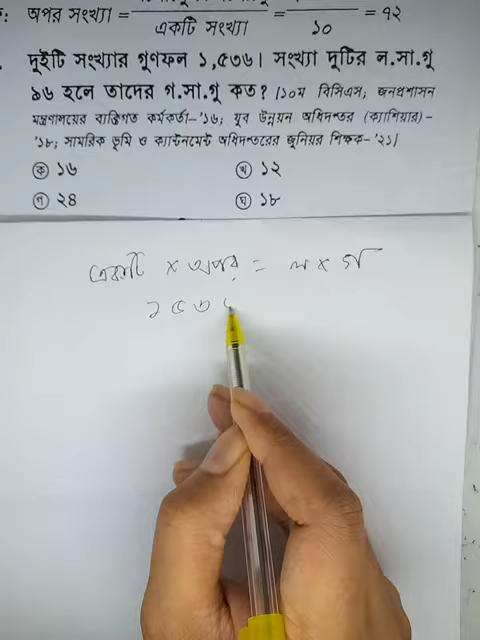 : অপর সংখ্যা = একটি সংখ্যা = ১০ = ৭২
দুইটি সংখ্যার গুণফল ১,৫৩৬। সংখ্যা দুটির ল.সা.গু
৯৬ হলে তাদের গ.সা.গু কত? [১০ম বিসিএস; জনপ্রশাসন
মন্ত্রণালয়ের ব্যক্তিগত কর্মকর্তা-'১৬; যুব উন্নয়ন অধিদপ্তর (ক্যাশিয়ার)-
'১৮; সামরিক ভূমি ও ক্যান্টনমেন্ট অধিদপ্তরের জুনিয়র শিক্ষক-'২১]
ক ১৬ খ ১২
গ ২৪ ঘ ১৮
একটি × অপর = ল × গ
১৫৩